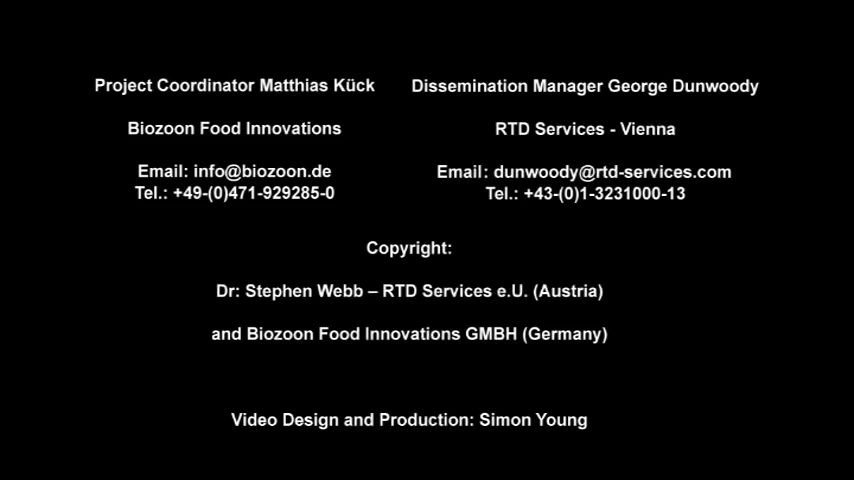 Project Coordinator Matthias Kück
Biozoon Food Innovations
Email: info@biozoon.de
Tel.: +49-(0)471-929285-0
Dissemination Manager George Dunwoody
RTD Services - Vienna
Email: dunwoody@rtd-services.com
Tel.: +43-(0)1-3231000-13
Copyright:
Dr: Stephen Webb – RTD Services e.U. (Austria)
and Biozoon Food Innovations GMBH (Germany)
Video Design and Production: Simon Young